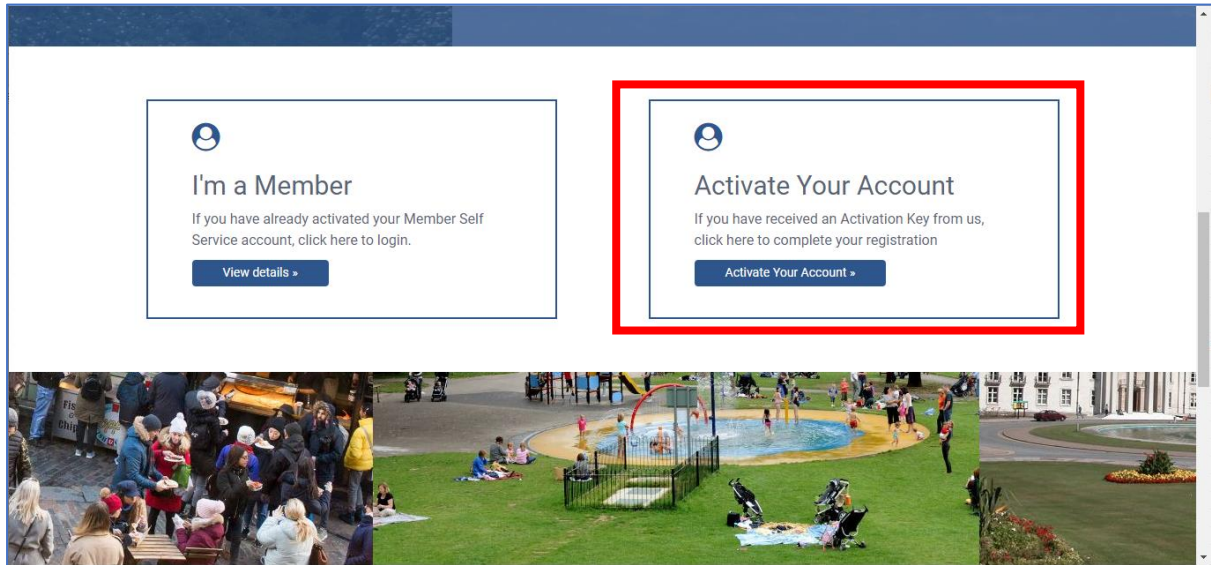 I'm a Member
If you have already activated your Member Self
Service account, click here to login.
View details »
Activate Your Account
If you have received an Activation Key from us,
click here to complete your registration
Activate Your Account »
Fis
&
chip